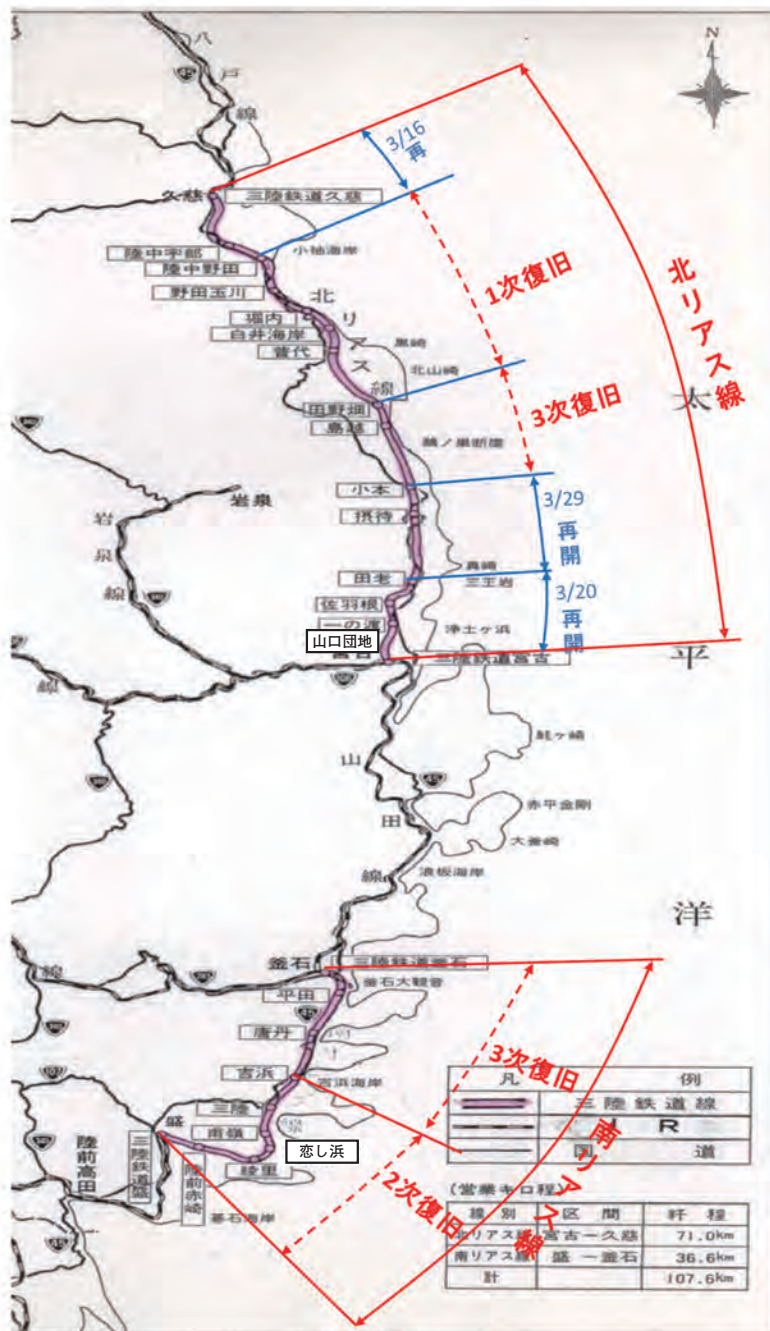 N
八
戸
線
45
3/16
再
久慈
三陸鉄道久慈
小袖海岸
陸中宇部
陸中野田
野田玉川
北リアス線
1次復旧
堀内
白井海岸
普代
黒崎
北山崎
北リアス線
太
田野畑
島越
3次復旧
鵜ノ巣断崖
小本
摂待
岩泉
岩
泉
線
3/29
再
開
田老
真崎
三王岩
3/20
再
開
佐羽根
一の渡
浄土ヶ浜
山口団地
宮古
三陸鉄道宮古
平
線
山
田
線
45
赤平金剛
大釜崎
浪板海岸
洋
線
釜石
三陸鉄道釜石
釜石大観音
平田
45
唐丹
3次復旧
吉浜
吉浜海岸
三陸
盛
甫嶺
恋し浜
綾里
三陸鉄道盛
陸前高田
陸前赤崎
碁石海岸
45
2次復旧
南リアス線
凡例
三陸鉄道線
J R
国道
(営業キロ程)
線別 区間 粁程
北リアス線 宮古ー久慈 71.0km
南リアス線 盛ー釜石 36.6km
計 107.6km